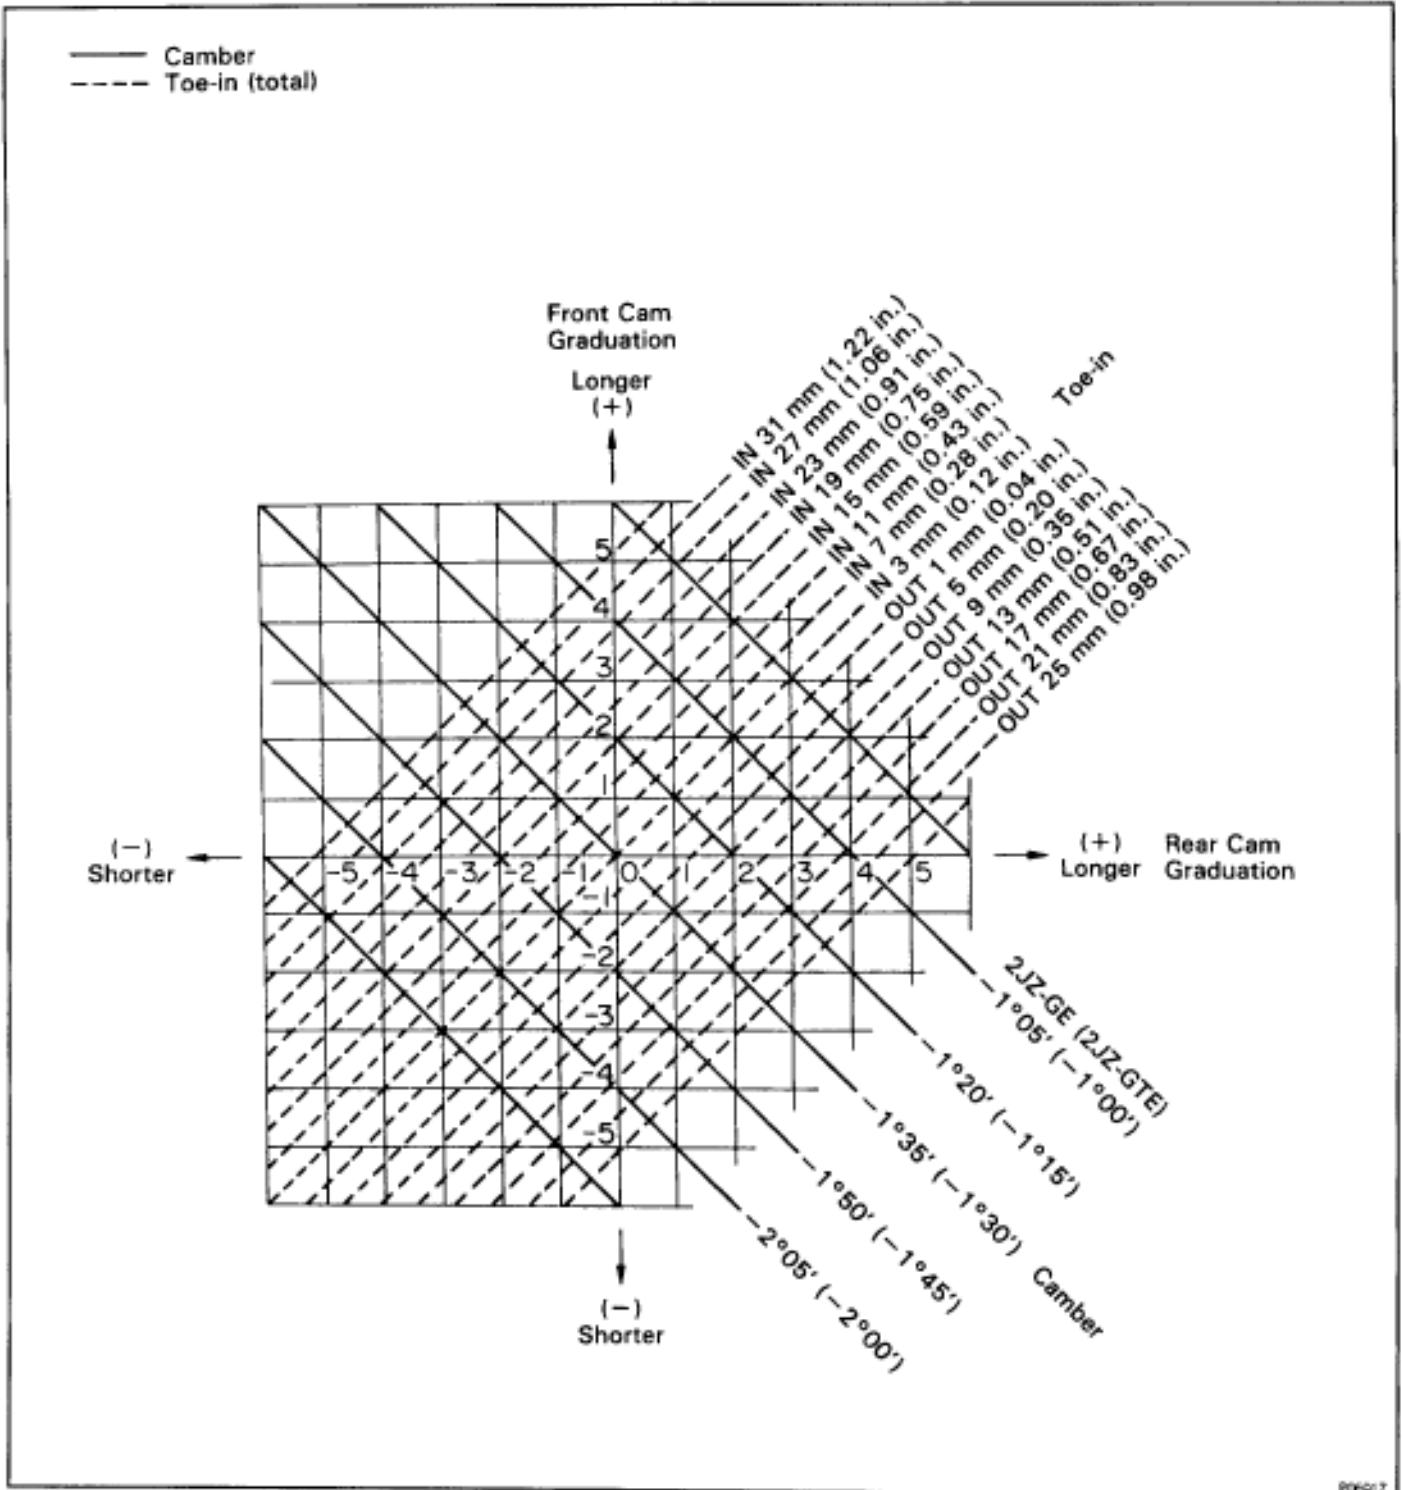 Camber
Toe-in (total)
Front Cam
Graduation
Longer
(+)
IN 31 mm (1.22 in.)
IN 27 mm (1.06 in.)
IN 23 mm (0.91 in.)
IN 19 mm (0.75 in.)
IN 15 mm (0.59 in.)
IN 11 mm (0.43 in.)
IN 7 mm (0.28 in.)
IN 3 mm (0.12 in.)
OUT 1 mm (0.04 in.)
OUT 5 mm (0.20 in.)
OUT 9 mm (0.35 in.)
OUT 13 mm (0.51 in.)
OUT 17 mm (0.67 in.)
OUT 21 mm (0.83 in.)
OUT 25 mm (0.98 in.)
Toe-in
5
4
3
2
1
(−)
Shorter
-5 -4 -3 -2 -1 0 1 2 3 4 5
(+)
Longer
Rear Cam
Graduation
-1
-2
-3
-4
-5
2JZ-GE (2JZ-GTE)
−1°05′ (−1°00′)
−1°20′ (−1°15′)
−1°35′ (−1°30′)
−1°50′ (−1°45′)
−2°05′ (−2°00′)
Camber
(−)
Shorter